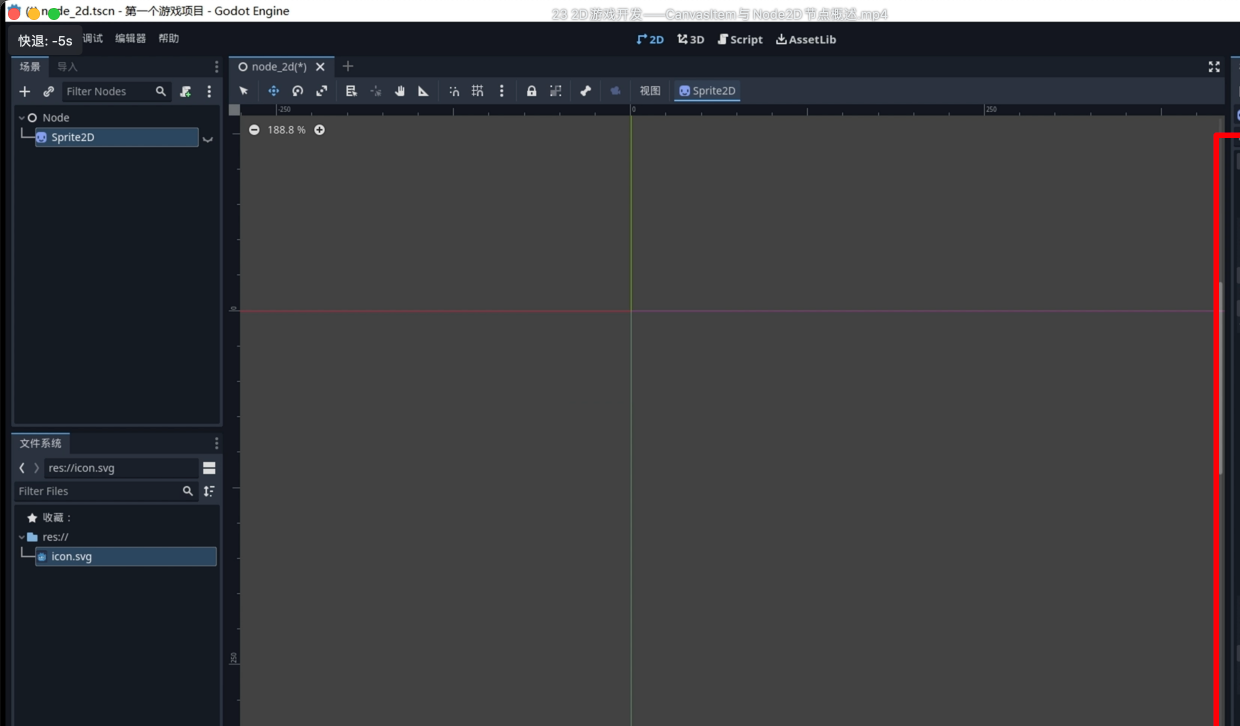 (*) node_2d.tscn - 第一个游戏项目 - Godot Engine
23 2D 游戏开发 ——CanvasItem 与 Node2D 节点概述.mp4
快退: -5s
调试 编辑器 帮助
2D 3D Script AssetLib
场景 导入
node_2d(*)
Filter Nodes
视图 Sprite2D
-250 0 250
Node
188.8 %
Sprite2D
0
文件系统
res://icon.svg
Filter Files
收藏：
res://
icon.svg
250